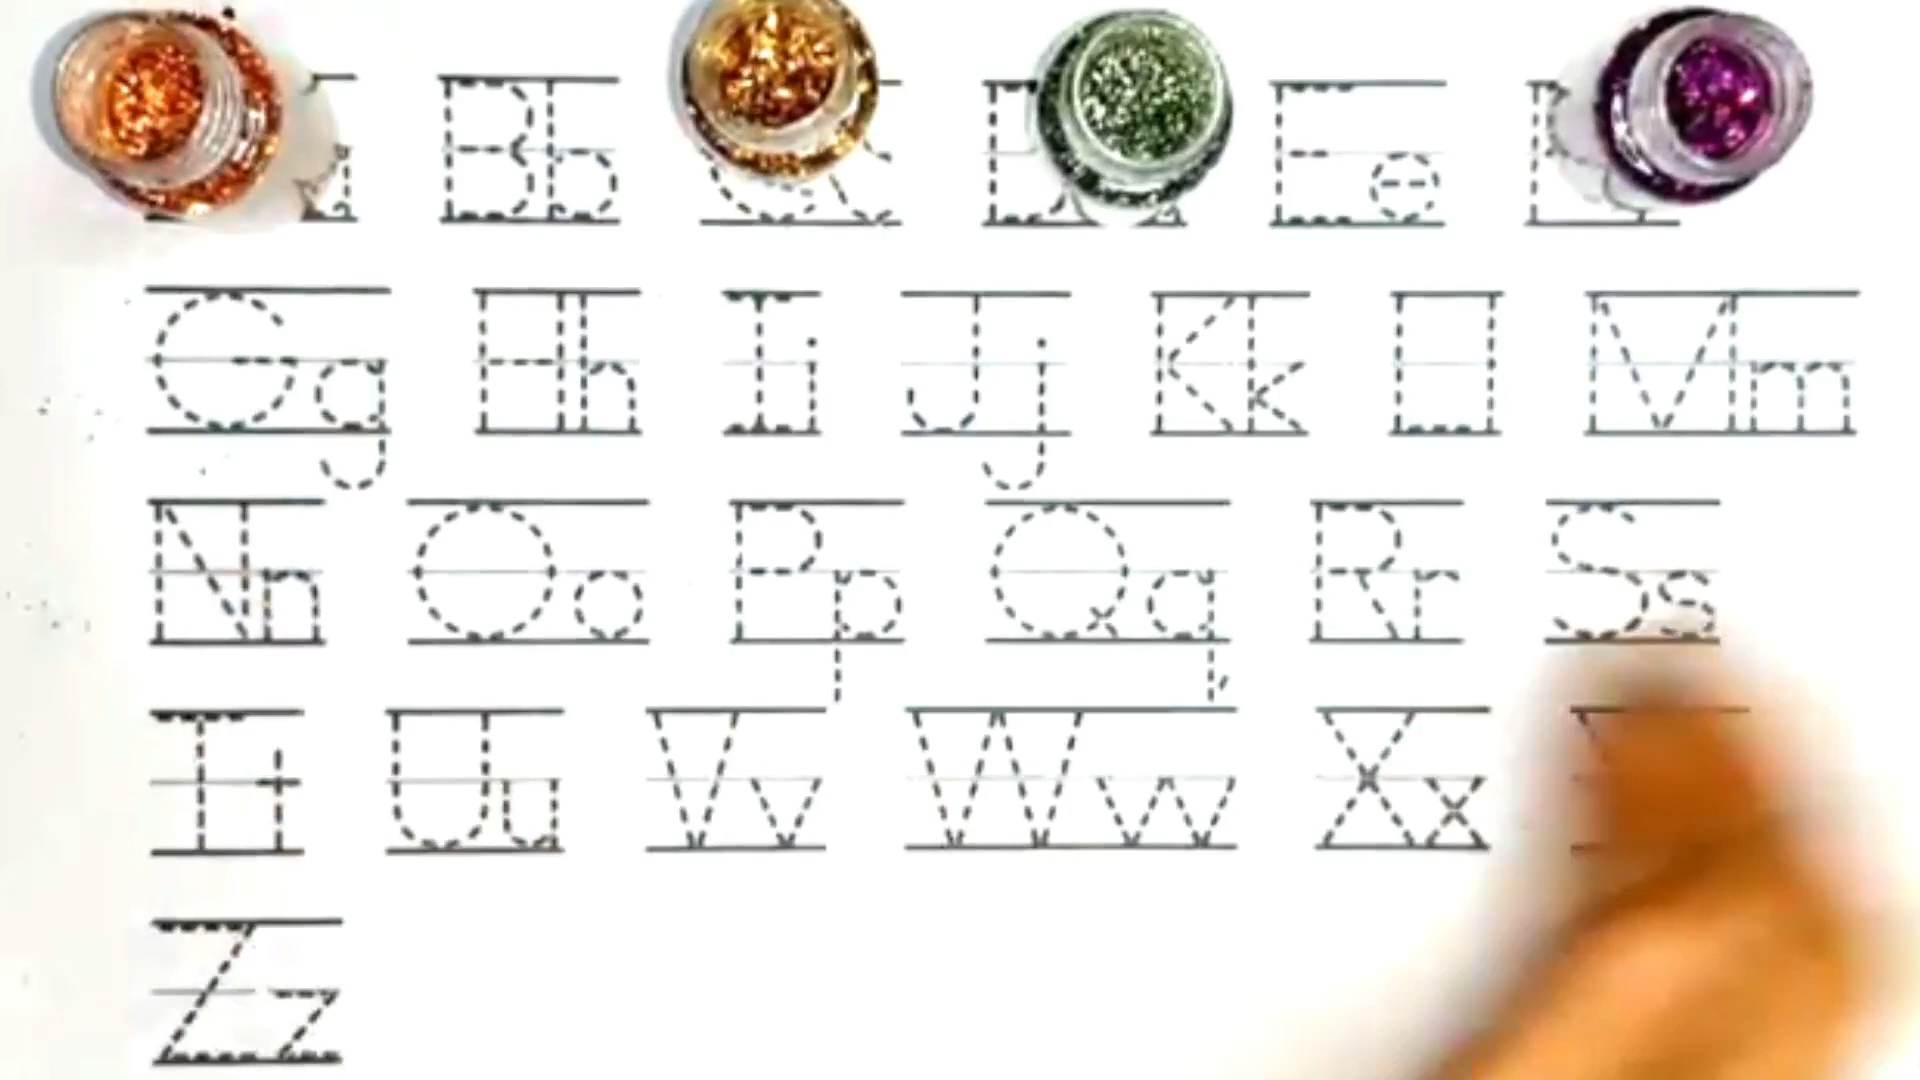 Bb Ee
Gg Hh Ii Jj Kk Ll Mm
Nn Oo Pp Qq Rr Ss
Tt Uu Vv Ww Xx
Zz